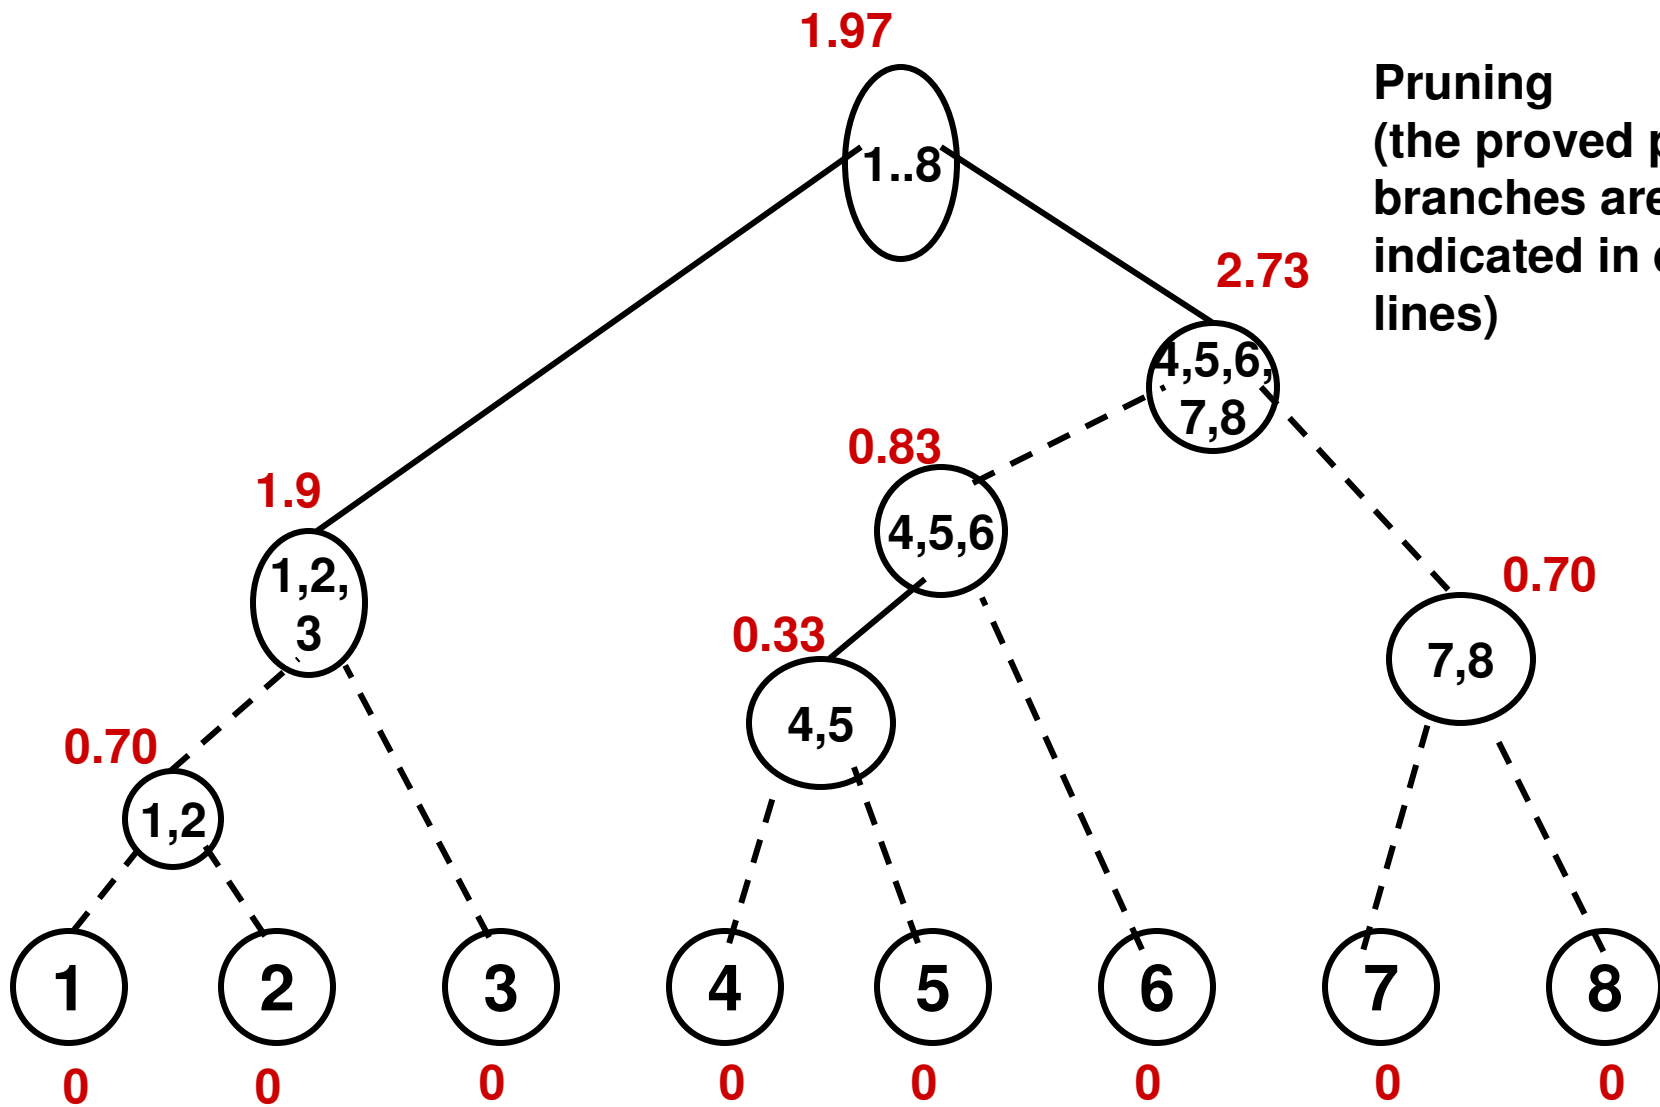 1.97
Pruning
(the proved
branches are
indicated in
lines)
1..8
2.73
4,5,6,
7,8
0.83
1.9
4,5,6
1,2,
3
0.70
0.33
7,8
4,5
0.70
1,2
1 2 3 4 5 6 7 8
0 0 0 0 0 0 0 0